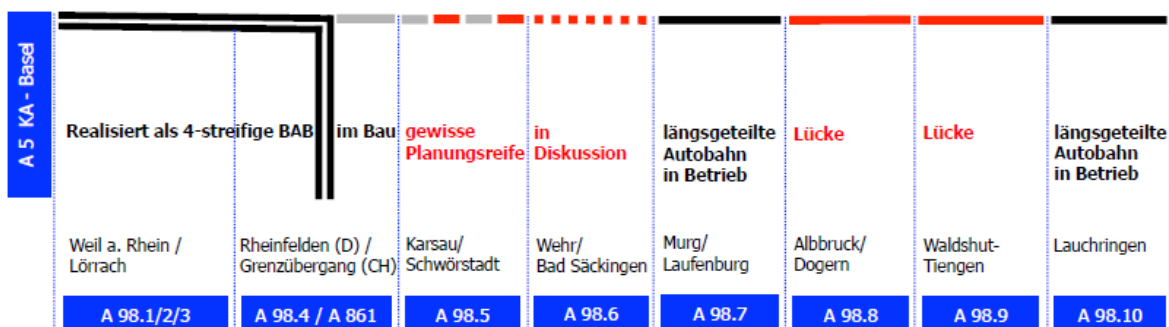 A 5 KA - Basel
Realisiert als 4-streifige BAB
im Bau
gewisse
Planungsreife
in
Diskussion
längsgeteilte
Autobahn
in Betrieb
Lücke
Lücke
längsgeteilte
Autobahn
in Betrieb
Weil a. Rhein /
Lörrach
Rheinfelden (D) /
Grenzübergang (CH)
Karsau/
Schwörstadt
Wehr/
Bad Säckingen
Murg/
Laufenburg
Albbruck/
Dogern
Waldshut-
Tiengen
Lauchringen
A 98.1/2/3
A 98.4 / A 861
A 98.5
A 98.6
A 98.7
A 98.8
A 98.9
A 98.10